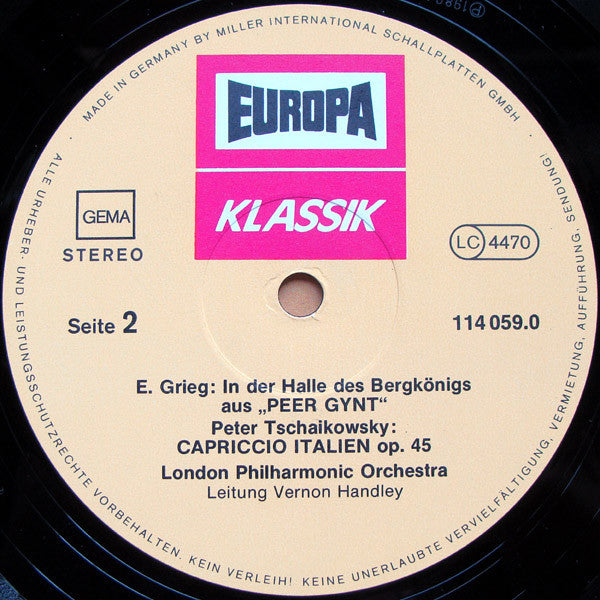 MADE IN GERMANY BY MILLER INTERNATIONAL SCHALLPLATTEN GMBH
EUROPA
KLASSIK
GEMA
STEREO
LC 4470
Seite 2
114 059.0
E. Grieg: In der Halle des Bergkönigs
aus „PEER GYNT“
Peter Tschaikowsky:
CAPRICCIO ITALIEN op. 45
London Philharmonic Orchestra
Leitung Vernon Handley
ALLE URHEBER- UND LEISTUNGSSCHUTZRECHTE VORBEHALTEN. KEIN VERLEIH! KEINE UNERLAUBTE VERVIELFÄLTIGUNG, VERMIETUNG, AUFFÜHRUNG, SENDUNG!